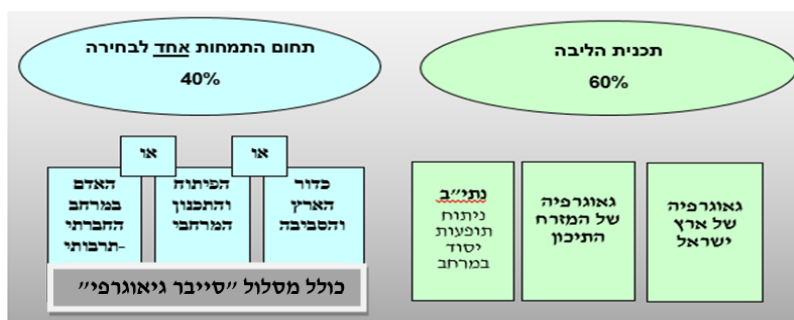 תכנית הליבה
60%
תחום התמחות אחד לבחירה
40%
גאוגרפיה
של ארץ
ישראל
גאוגרפיה
של המזרח
התיכון
נתי״ב
ניתוח
תופעות
יסוד
במרחב
או
או
כדור
הארץ
והסביבה
הפיתוח
והתכנון
המרחבי
האדם
במרחב
החברתי
-תרבותי
כולל מסלול ״סייבר גיאוגרפי״